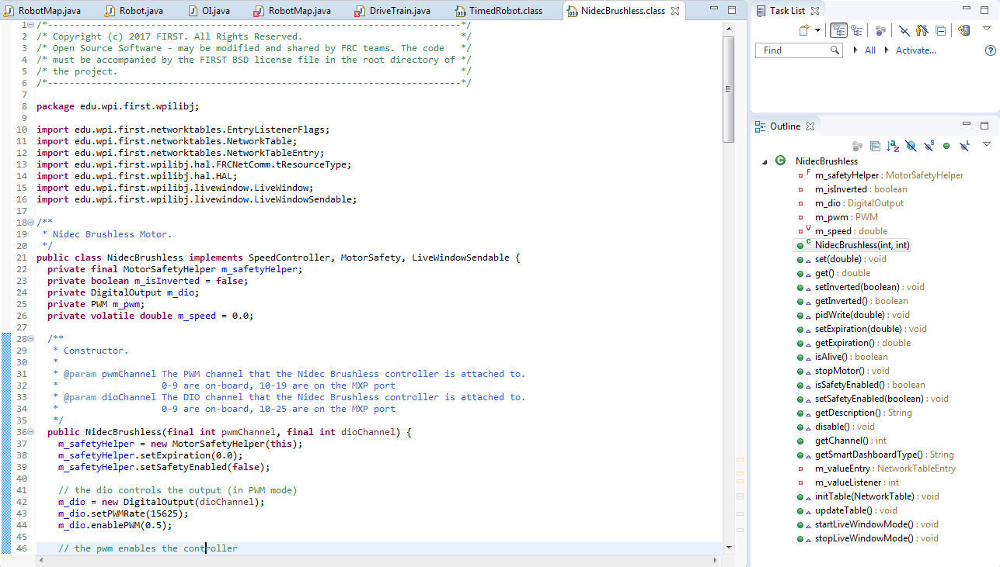 RobotMap.java Robot.java OI.java RobotMap.java DriveTrain.java TimedRobot.class NidecBrushless.class
1 /*----------------------------------------------------------------------------*/
2 /* Copyright (c) 2017 FIRST. All Rights Reserved.                             */
3 /* Open Source Software - may be modified and shared by FRC teams. The code   */
4 /* must be accompanied by the FIRST BSD license file in the root directory of */
5 /* the project.                                                               */
6 /*----------------------------------------------------------------------------*/
7
8 package edu.wpi.first.wpilibj;
9
10 import edu.wpi.first.networktables.EntryListenerFlags;
11 import edu.wpi.first.networktables.NetworkTable;
12 import edu.wpi.first.networktables.NetworkTableEntry;
13 import edu.wpi.first.wpilibj.hal.FRCNetComm.tResourceType;
14 import edu.wpi.first.wpilibj.hal.HAL;
15 import edu.wpi.first.wpilibj.livewindow.LiveWindow;
16 import edu.wpi.first.wpilibj.livewindow.LiveWindowSendable;
17
18 /**
19  * Nidec Brushless Motor.
20  */
21 public class NidecBrushless implements SpeedController, MotorSafety, LiveWindowSendable {
22   private final MotorSafetyHelper m_safetyHelper;
23   private boolean m_isInverted = false;
24   private DigitalOutput m_dio;
25   private PWM m_pwm;
26   private volatile double m_speed = 0.0;
27
28   /**
29    * Constructor.
30    *
31    * @param pwmChannel The PWM channel that the Nidec Brushless controller is attached to.
32    *                   0-9 are on-board, 10-19 are on the MXP port
33    * @param dioChannel The DIO channel that the Nidec Brushless controller is attached to.
34    *                   0-9 are on-board, 10-25 are on the MXP port
35    */
36   public NidecBrushless(final int pwmChannel, final int dioChannel) {
37     m_safetyHelper = new MotorSafetyHelper(this);
38     m_safetyHelper.setExpiration(0.0);
39     m_safetyHelper.setSafetyEnabled(false);
40
41     // the dio controls the output (in PWM mode)
42     m_dio = new DigitalOutput(dioChannel);
43     m_dio.setPWMRate(15625);
44     m_dio.enablePWM(0.5);
45
46     // the pwm enables the controller
Task List
Find All Activate...
Outline
NidecBrushless
m_safetyHelper : MotorSafetyHelper
m_isInverted : boolean
m_dio : DigitalOutput
m_pwm : PWM
m_speed : double
NidecBrushless(int, int)
set(double) : void
get() : double
setInverted(boolean) : void
getInverted() : boolean
pidWrite(double) : void
setExpiration(double) : void
getExpiration() : double
isAlive() : boolean
stopMotor() : void
isSafetyEnabled() : boolean
setSafetyEnabled(boolean) : void
getDescription() : String
disable() : void
getChannel() : int
getSmartDashboardType() : String
m_valueEntry : NetworkTableEntry
m_valueListener : int
initTable(NetworkTable) : void
updateTable() : void
startLiveWindowMode() : void
stopLiveWindowMode() : void